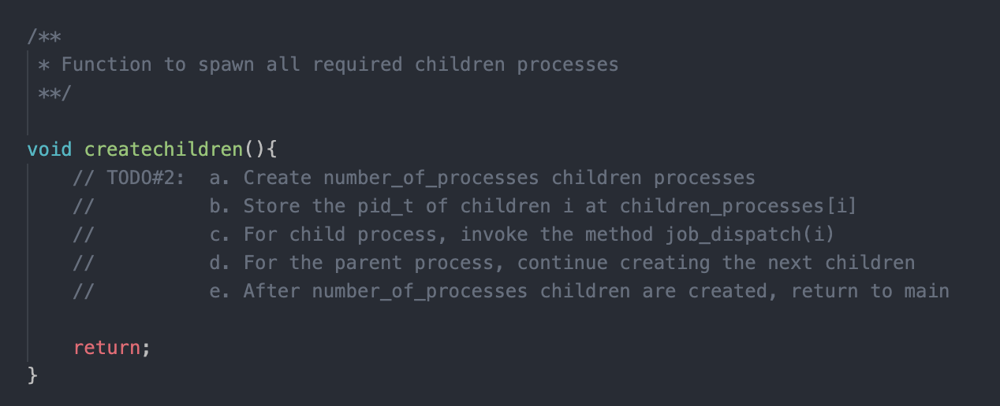 /**
* Function to spawn all required children processes
**/
void createchildren(){
// TODO#2:  a. Create number_of_processes children processes
//          b. Store the pid_t of children i at children_processes[i]
//          c. For child process, invoke the method job_dispatch(i)
//          d. For the parent process, continue creating the next children
//          e. After number_of_processes children are created, return to main
return;
}